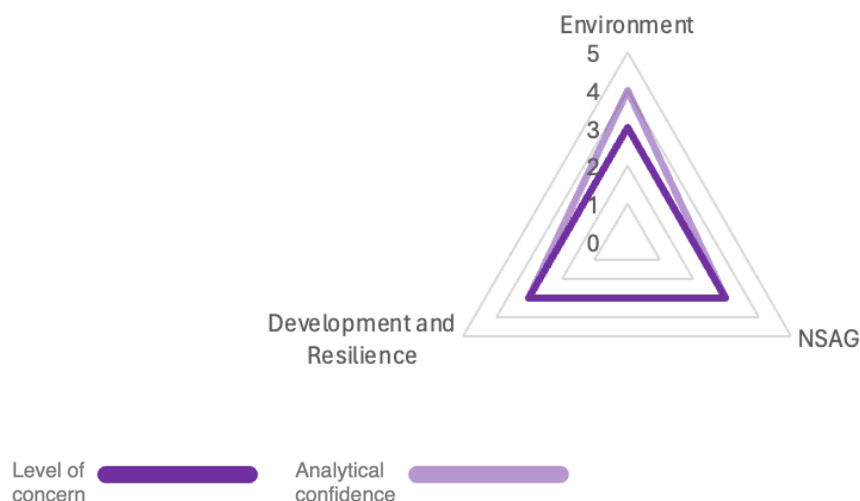 Environment
5
4
3
2
1
0
Development and
Resilience
NSAG
Level of
concern
Analytical
confidence